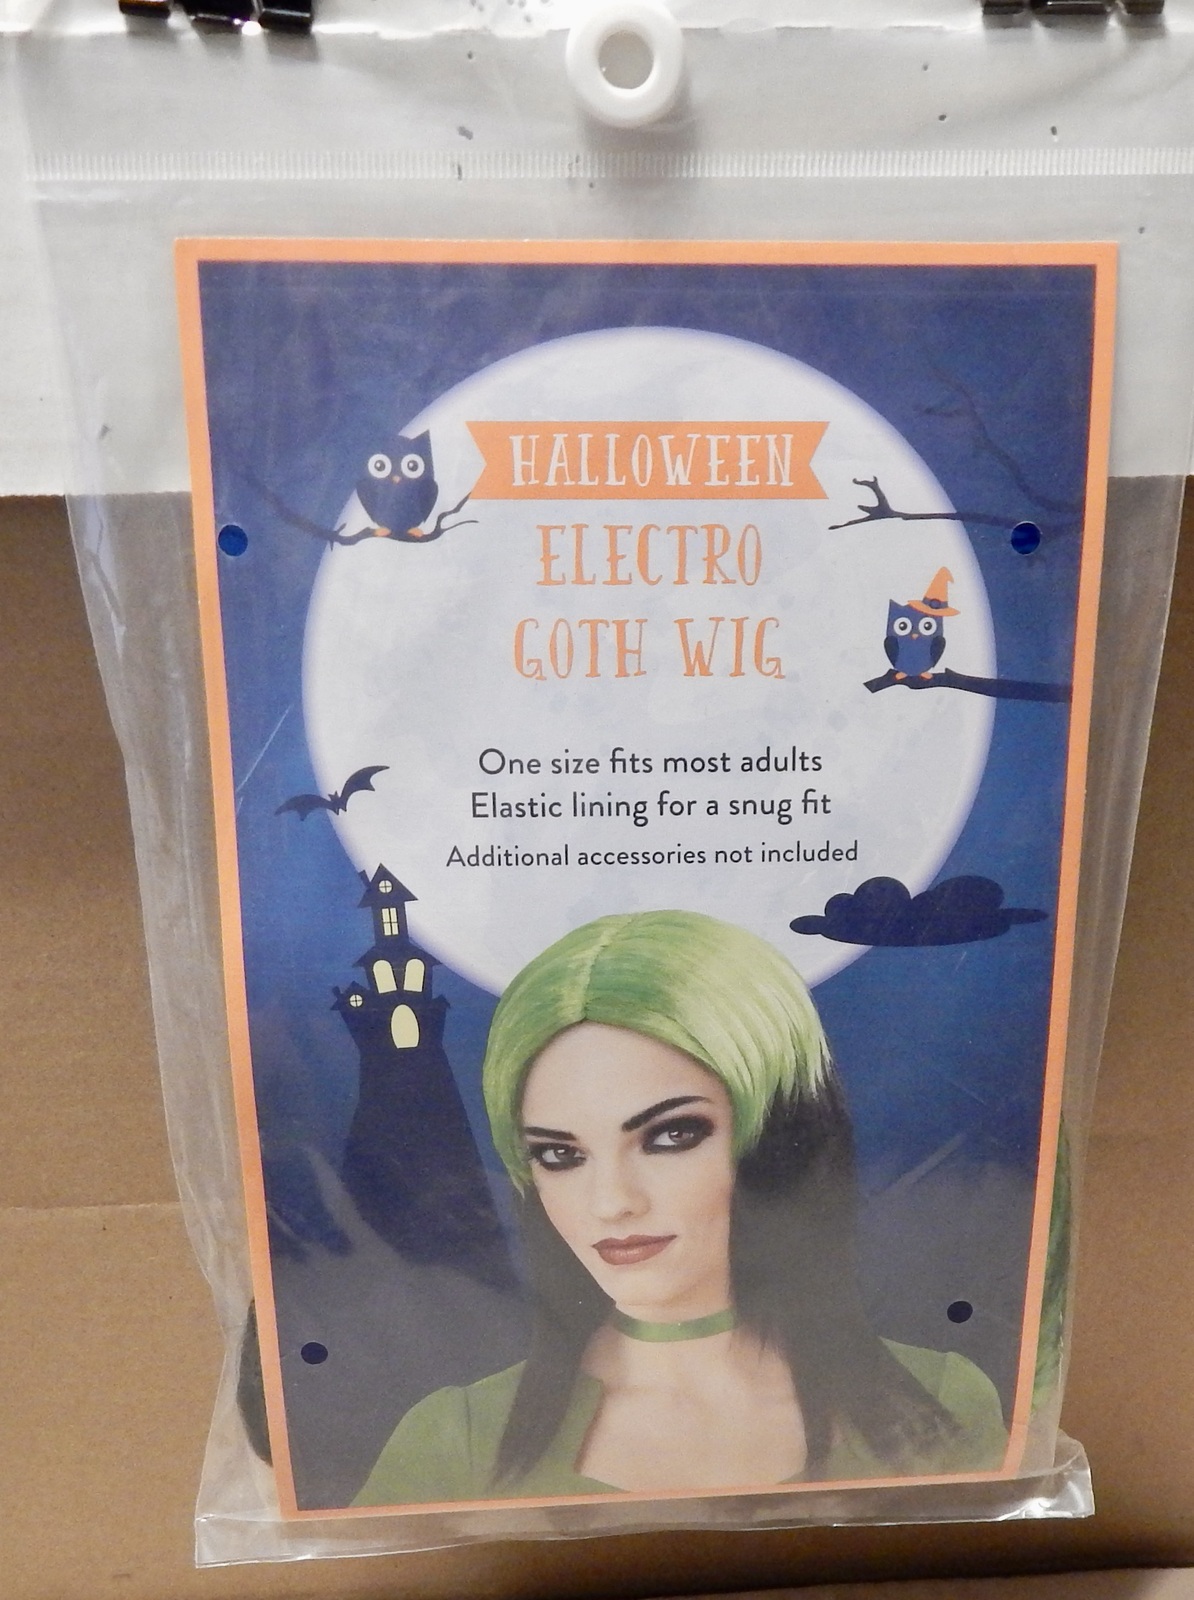 HALLOWEEN
ELECTRO
GOTH WIG
One size fits most adults
Elastic lining for a snug fit
Additional accessories not included